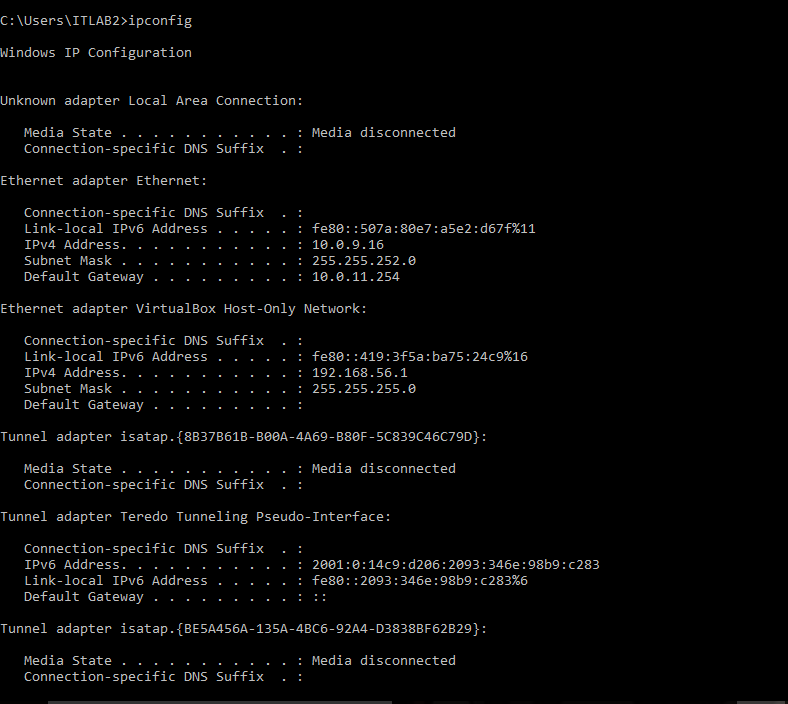 C:\Users\ITLAB2>ipconfig
Windows IP Configuration
Unknown adapter Local Area Connection:
Media State . . . . . . . . . . . : Media disconnected
Connection-specific DNS Suffix  . :
Ethernet adapter Ethernet:
Connection-specific DNS Suffix  . :
Link-local IPv6 Address . . . . . : fe80::507a:80e7:a5e2:d67f%11
IPv4 Address. . . . . . . . . . . : 10.0.9.16
Subnet Mask . . . . . . . . . . . : 255.255.252.0
Default Gateway . . . . . . . . . : 10.0.11.254
Ethernet adapter VirtualBox Host-Only Network:
Connection-specific DNS Suffix  . :
Link-local IPv6 Address . . . . . : fe80::419:3f5a:ba75:24c9%16
IPv4 Address. . . . . . . . . . . : 192.168.56.1
Subnet Mask . . . . . . . . . . . : 255.255.255.0
Default Gateway . . . . . . . . . :
Tunnel adapter isatap.{8B37B61B-B00A-4A69-B80F-5C839C46C79D}:
Media State . . . . . . . . . . . : Media disconnected
Connection-specific DNS Suffix  . :
Tunnel adapter Teredo Tunneling Pseudo-Interface:
Connection-specific DNS Suffix  . :
IPv6 Address. . . . . . . . . . . : 2001:0:14c9:d206:2093:346e:98b9:c283
Link-local IPv6 Address . . . . . : fe80::2093:346e:98b9:c283%6
Default Gateway . . . . . . . . . : ::
Tunnel adapter isatap.{BE5A456A-135A-4BC6-92A4-D3838BF62B29}:
Media State . . . . . . . . . . . : Media disconnected
Connection-specific DNS Suffix  . :